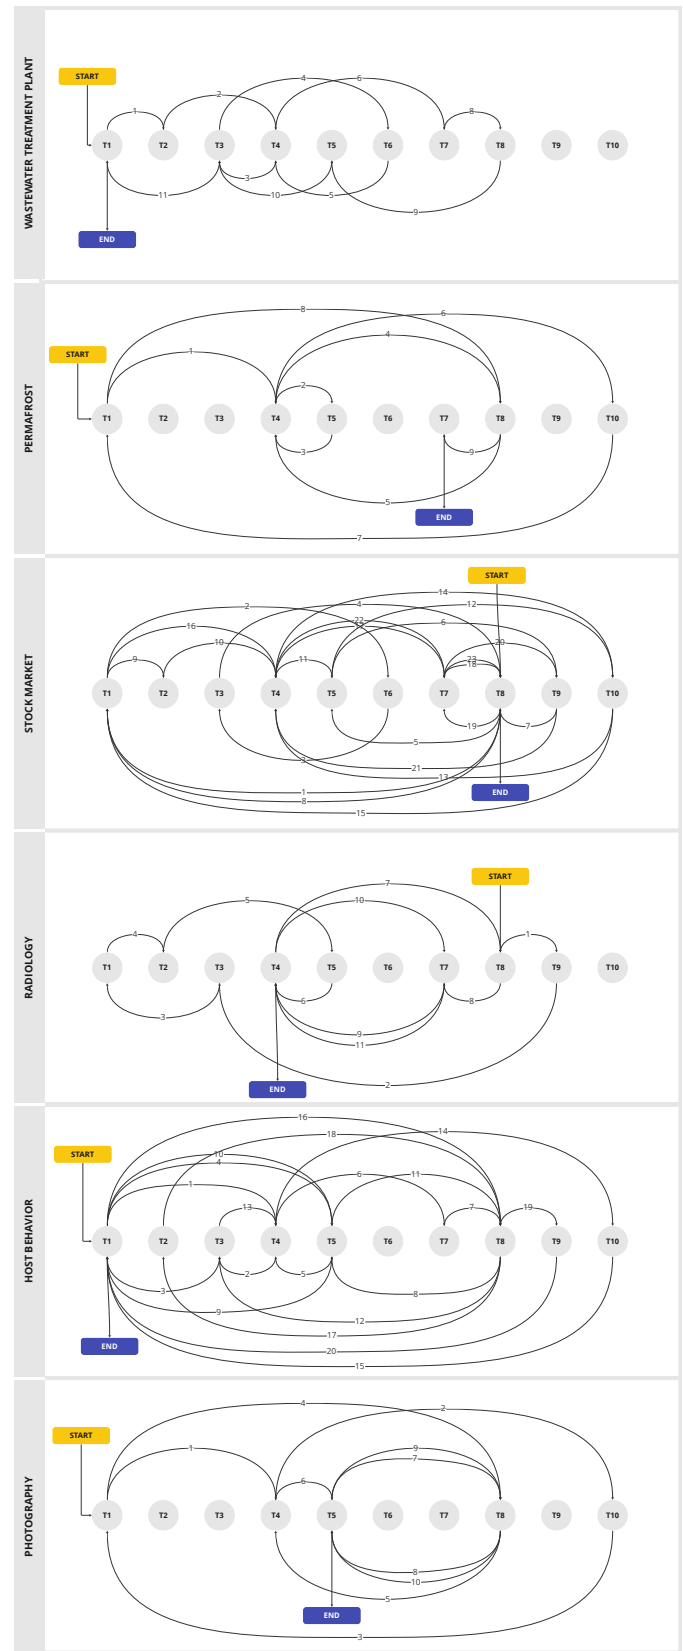 WASTEWATER TREATMENT PLANT
START
4
6
2
1
8
T1 T2 T3 T4 T5 T6 T7 T8 T9 T10
3
11 10 5
9
END
PERMAFROST
8
6
4
START
1
2
T1 T2 T3 T4 T5 T6 T7 T8 T9 T10
3 9
5
END
7
STOCK MARKET
START
14
2 4 12
22
16 6
10 20
9 11 23
18
T1 T2 T3 T4 T5 T6 T7 T8 T9 T10
19 7
5
3
21
13
1 END
8
15
RADIOLOGY
START
7
5 10
4 1
T1 T2 T3 T4 T5 T6 T7 T8 T9 T10
6 8
3
9
11
2
END
HOST BEHAVIOR
16
14
18
START 10
4
6 11
1
13 7 19
T1 T2 T3 T4 T5 T6 T7 T8 T9 T10
2 5
3 8
9
12
17
END
20
15
PHOTOGRAPHY
4
2
START
1 9
7
6
T1 T2 T3 T4 T5 T6 T7 T8 T9 T10
8
10
5
END
3